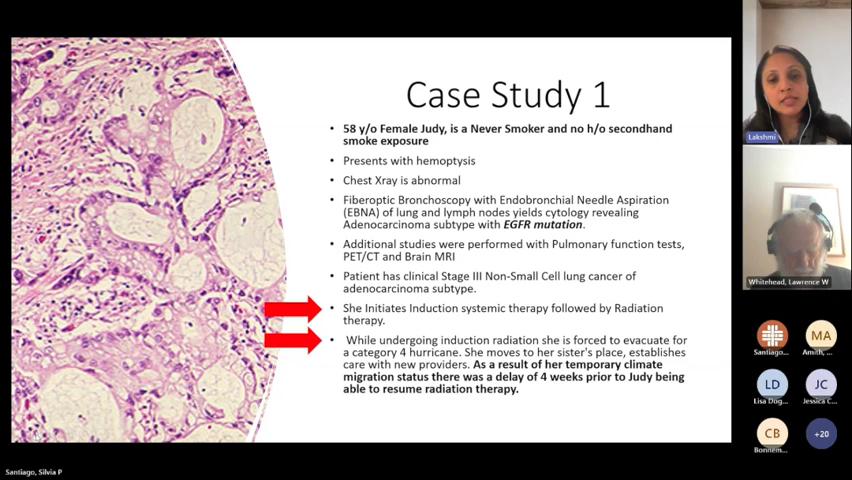 Case Study 1
• 58 y/o Female Judy, is a Never Smoker and no h/o secondhand
smoke exposure
• Presents with hemoptysis
• Chest Xray is abnormal
• Fiberoptic Bronchoscopy with Endobronchial Needle Aspiration
(EBNA) of lung and lymph nodes yields cytology revealing
Adenocarcinoma subtype with EGFR mutation.
• Additional studies were performed with Pulmonary function tests,
PET/CT and Brain MRI
• Patient has clinical Stage III Non-Small Cell lung cancer of
adenocarcinoma subtype.
• She Initiates Induction systemic therapy followed by Radiation
therapy.
• While undergoing induction radiation she is forced to evacuate for
a category 4 hurricane. She moves to her sister's place, establishes
care with new providers. As a result of her temporary climate
migration status there was a delay of 4 weeks prior to Judy being
able to resume radiation therapy.
Lakshmi
Whitehead, Lawrence W
Santiago...
MA
Amith, ...
LD
Lisa Dog...
JC
Jessica C...
CB
Bonnem...
+20
Santiago, Silvia P